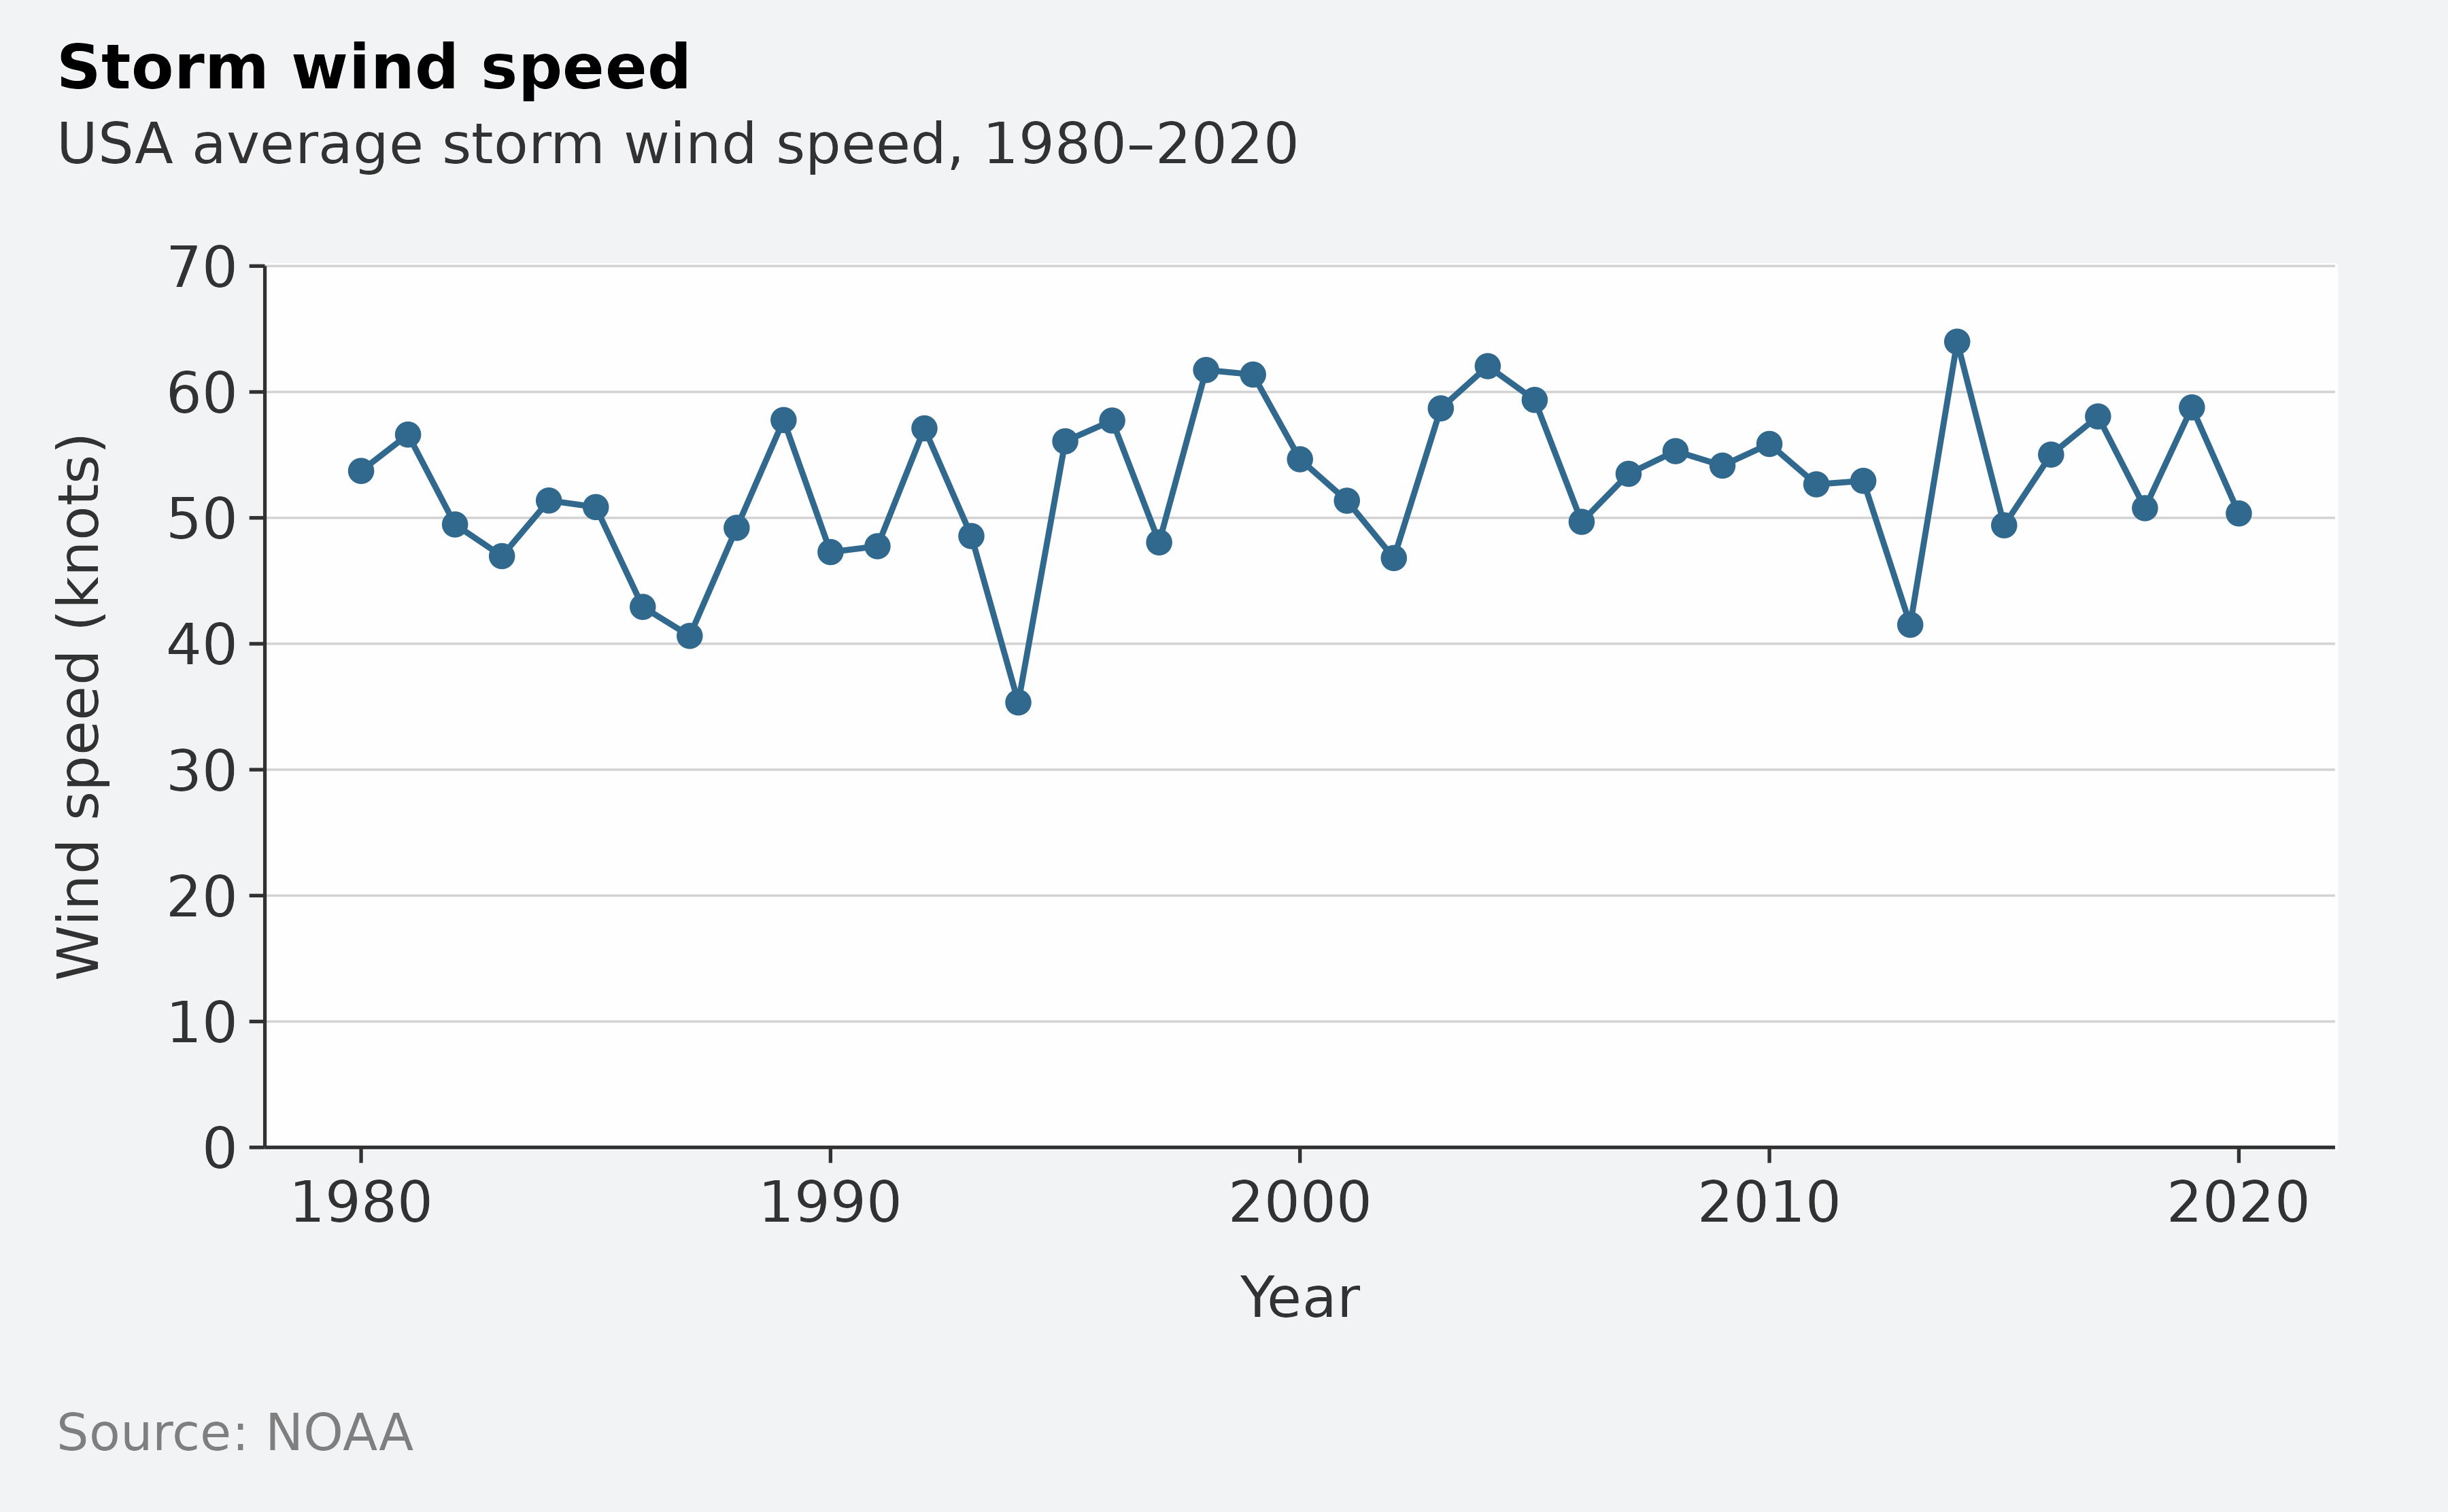 Storm wind speed
USA average storm wind speed, 1980–2020
Wind speed (knots)
70
60
50
40
30
20
10
0
1980 1990 2000 2010 2020
Year
Source: NOAA